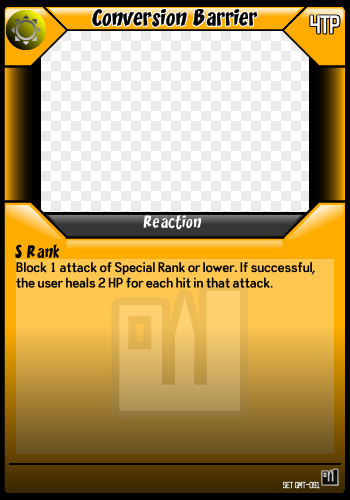 Conversion Barrier
4TP
Reaction
S Rank
Block 1 attack of Special Rank or lower. If successful,
the user heals 2 HP for each hit in that attack.
SET GMT-091